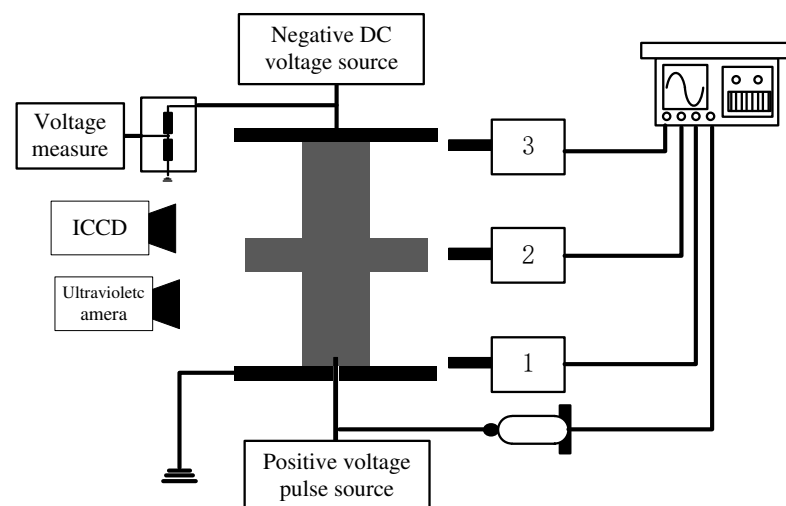 Negative DC
voltage source
Voltage
measure
3
ICCD
2
Ultravioletc
amera
1
Positive voltage
pulse source